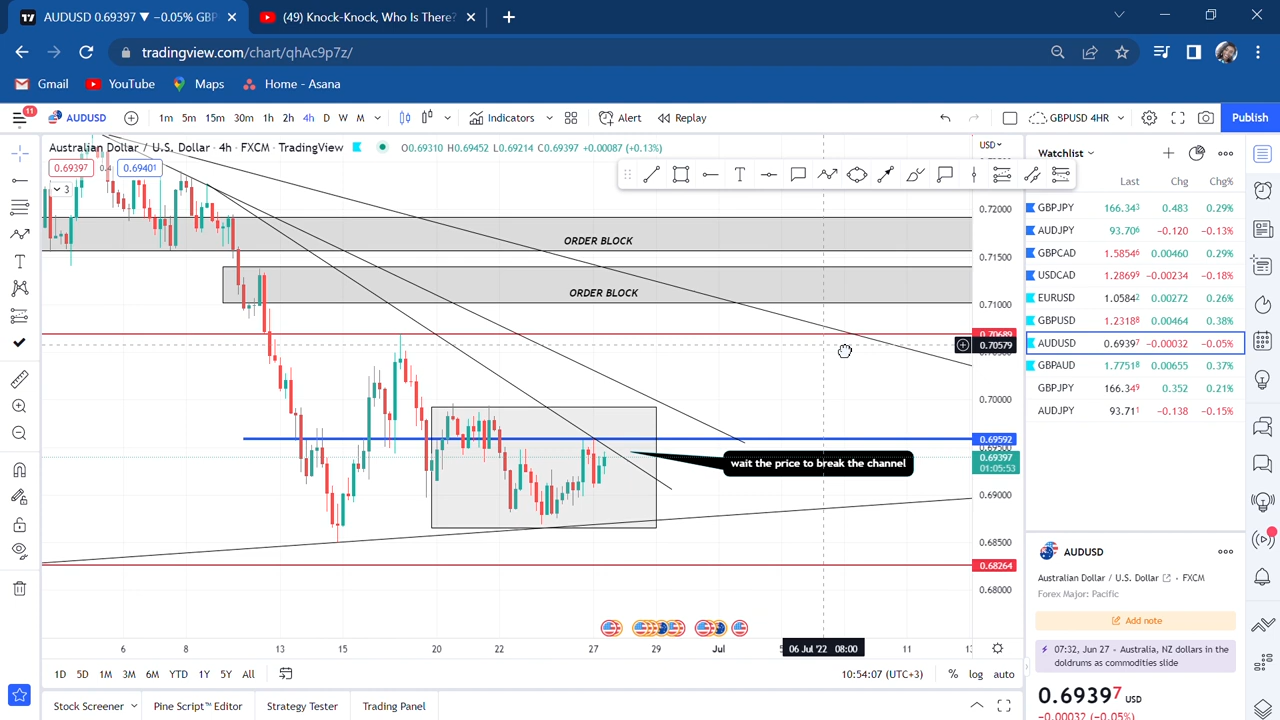 AUDUSD 0.69397 ▼ −0.05% GBP
(49) Knock-Knock, Who Is There?
tradingview.com/chart/qhAc9p7z/
Gmail
YouTube
Maps
Home - Asana
11
AUDUSD
1m 5m 15m 30m 1h 2h 4h D W M
Indicators
Alert
Replay
GBPUSD 4HR
Publish
Australian Dollar / U.S. Dollar · 4h · FXCM · TradingView
O0.69310 H0.69452 L0.69214 C0.69397 +0.00087 (+0.13%)
0.69397 0.4 0.69401
3
USD
0.72000
0.71500
0.71000
0.70689
0.70579
0.70000
0.69592
0.69397
01:05:53
0.69000
0.68500
0.68264
0.68000
ORDER BLOCK
ORDER BLOCK
wait the price to break the channel
6 8 13 15 20 22 27 29 Jul 06 Jul '22 08:00 11
1D 5D 1M 3M 6M YTD 1Y 5Y All
10:54:07 (UTC+3)
% log auto
Stock Screener
Pine Script™ Editor
Strategy Tester
Trading Panel
Watchlist
Last Chg Chg%
GBPJPY 166.343 0.483 0.29%
AUDJPY 93.706 −0.120 −0.13%
GBPCAD 1.58546 0.00460 0.29%
USDCAD 1.28699 −0.00234 −0.18%
EURUSD 1.05842 0.00272 0.26%
GBPUSD 1.23188 0.00464 0.38%
AUDUSD 0.69397 −0.00032 −0.05%
GBPAUD 1.77518 0.00655 0.37%
GBPJPY 166.349 0.352 0.21%
AUDJPY 93.711 −0.138 −0.15%
AUDUSD
Australian Dollar / U.S. Dollar · FXCM
Forex Major: Pacific
Add note
07:32, Jun 27 - Australia, NZ dollars in the
doldrums as commodities slide
0.69397 USD
−0.00032 (−0.05%)